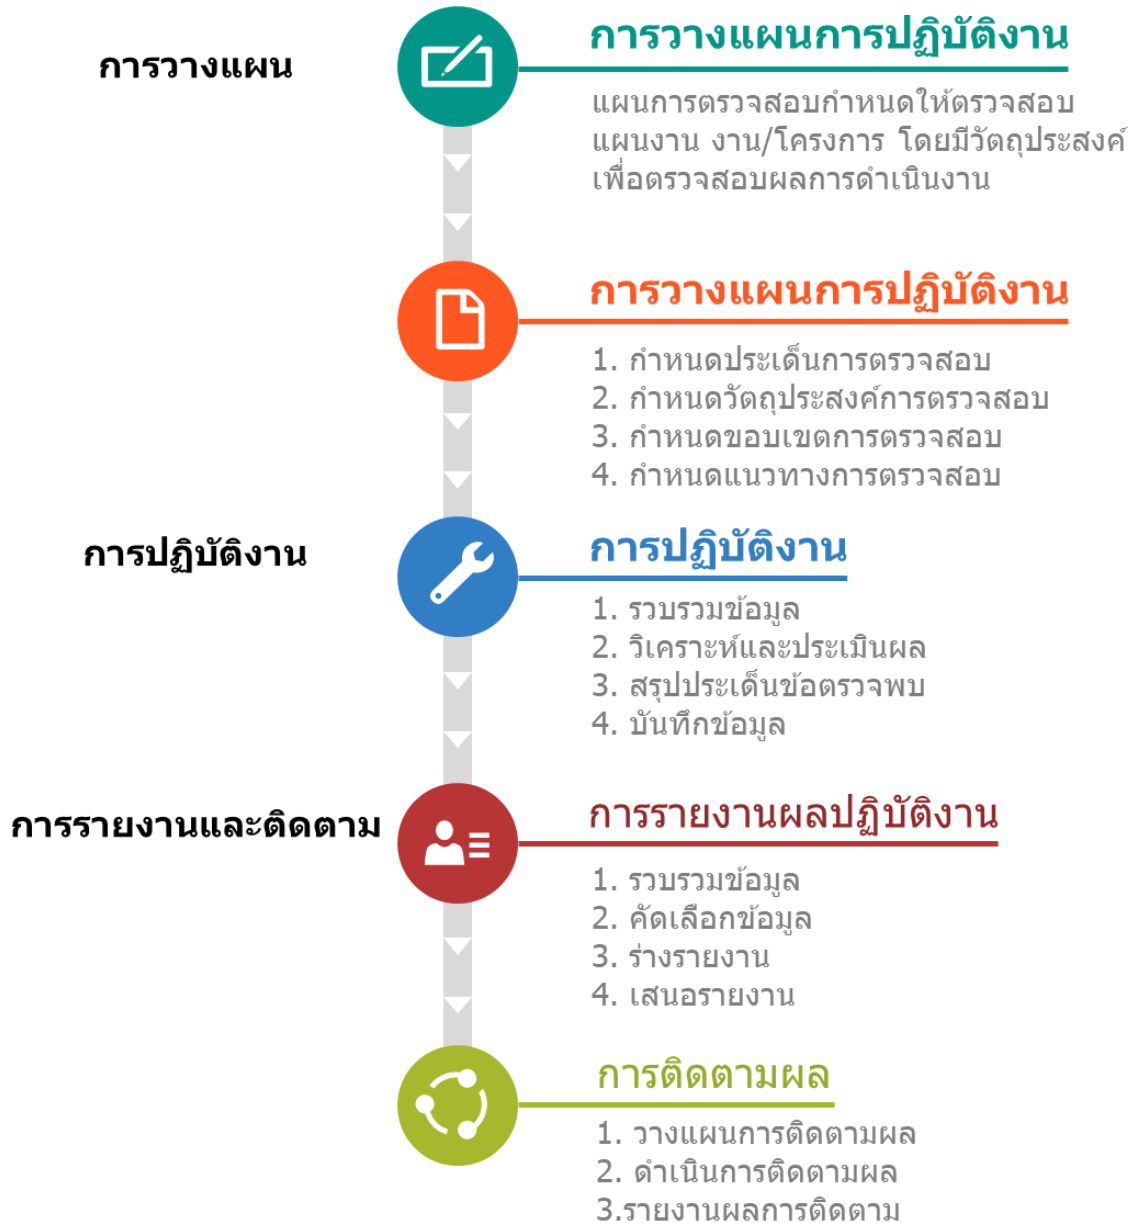 การวางแผน
การวางแผนการปฏิบัติงาน
แผนการตรวจสอบกำหนดให้ตรวจสอบ
แผนงาน งาน/โครงการ โดยมีวัตถุประสงค์
เพื่อตรวจสอบผลการดำเนินงาน
การวางแผนการปฏิบัติงาน
1. กำหนดประเด็นการตรวจสอบ
2. กำหนดวัตถุประสงค์การตรวจสอบ
3. กำหนดขอบเขตการตรวจสอบ
4. กำหนดแนวทางการตรวจสอบ
การปฏิบัติงาน
การปฏิบัติงาน
1. รวบรวมข้อมูล
2. วิเคราะห์และประเมินผล
3. สรุปประเด็นข้อตรวจพบ
4. บันทึกข้อมูล
การรายงานและติดตาม
การรายงานผลปฏิบัติงาน
1. รวบรวมข้อมูล
2. คัดเลือกข้อมูล
3. ร่างรายงาน
4. เสนอรายงาน
การติดตามผล
1. วางแผนการติดตามผล
2. ดำเนินการติดตามผล
3.รายงานผลการติดตาม